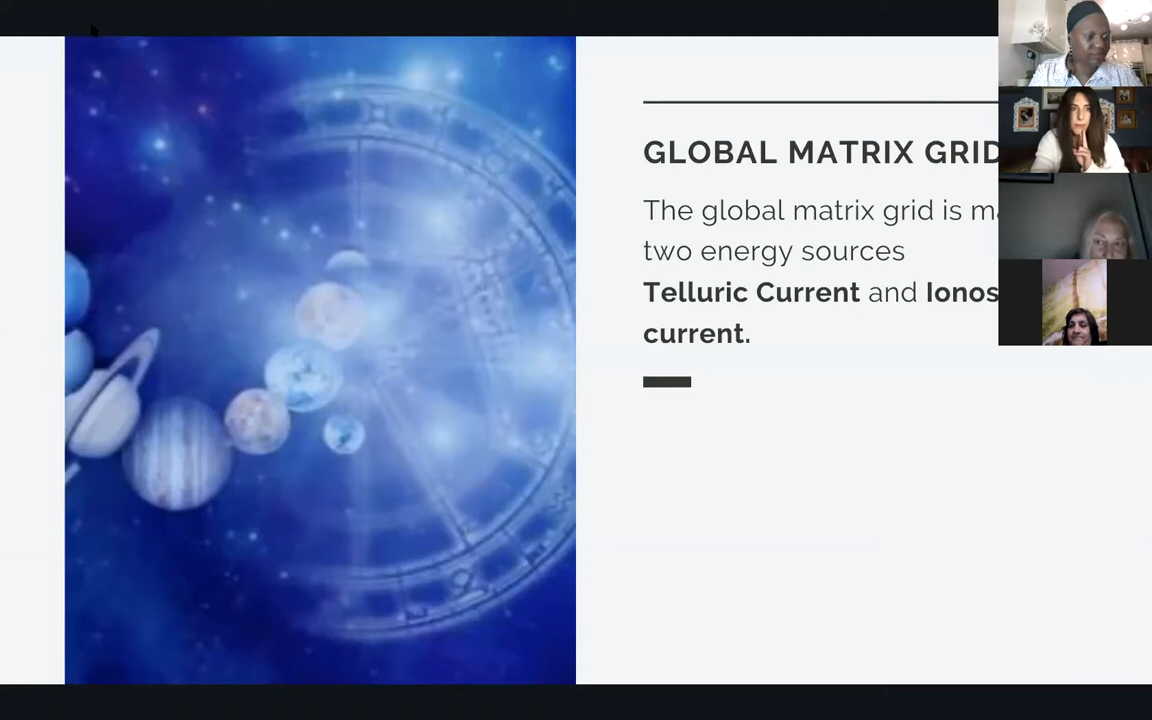 GLOBAL MATRIX GRID
The global matrix grid is
two energy sources
Telluric Current and
current.